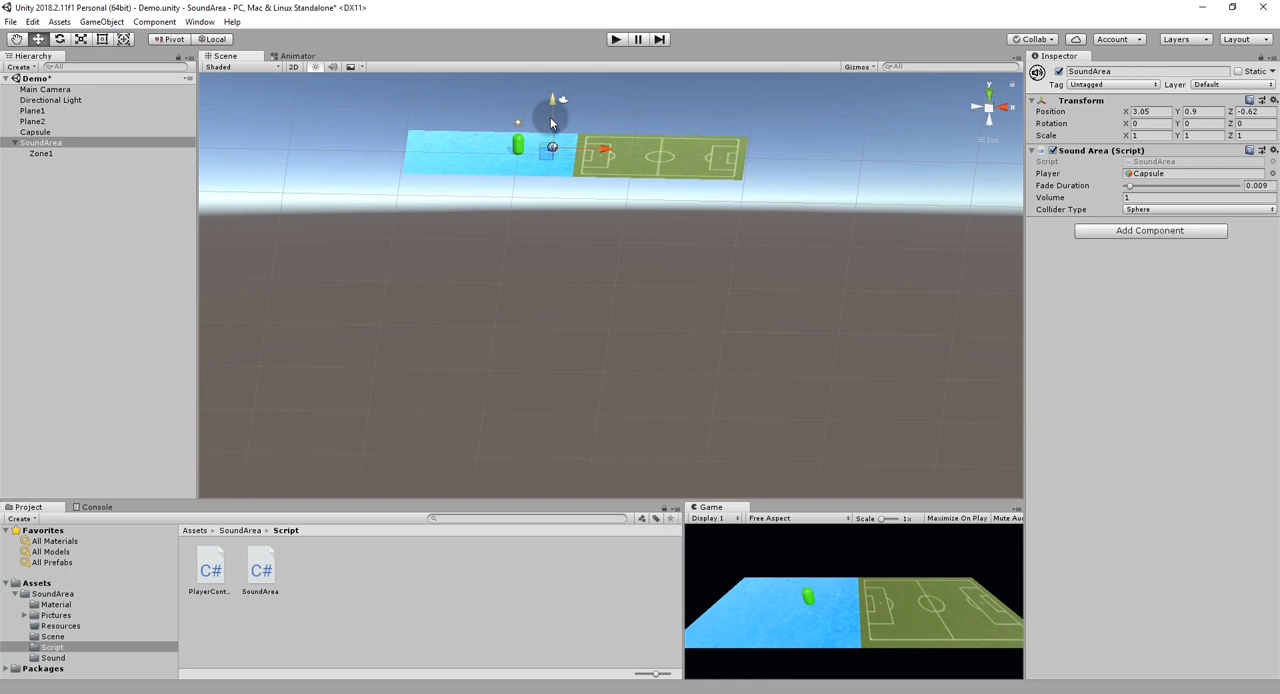 Unity 2018.2.11f1 Personal (64bit) - Demo.unity - SoundArea - PC, Mac & Linux Standalone* <DX11>
File Edit Assets GameObject Component Window Help
Pivot Local Collab Account Layers Layout
Hierarchy Scene Animator Inspector
Create All Shaded 2D Gizmos All
SoundArea Static
Demo*
Main Camera
Directional Light
Plane1
Plane2
Capsule
SoundArea
Zone1
y
x
Iso
Tag Untagged Layer Default
Transform
Position X 3.05 Y 0.9 Z -0.62
Rotation X 0 Y 0 Z 0
Scale X 1 Y 1 Z 1
Sound Area (Script)
Script SoundArea
Player Capsule
Fade Duration 0.009
Volume 1
Collider Type Sphere
Add Component
Project Console
Create
Favorites
All Materials
All Models
All Prefabs
Assets
SoundArea
Material
Pictures
Resources
Scene
Script
Sound
Packages
Assets SoundArea Script
C# C#
PlayerCont... SoundArea
Game
Display 1 Free Aspect Scale 1x Maximize On Play Mute Au